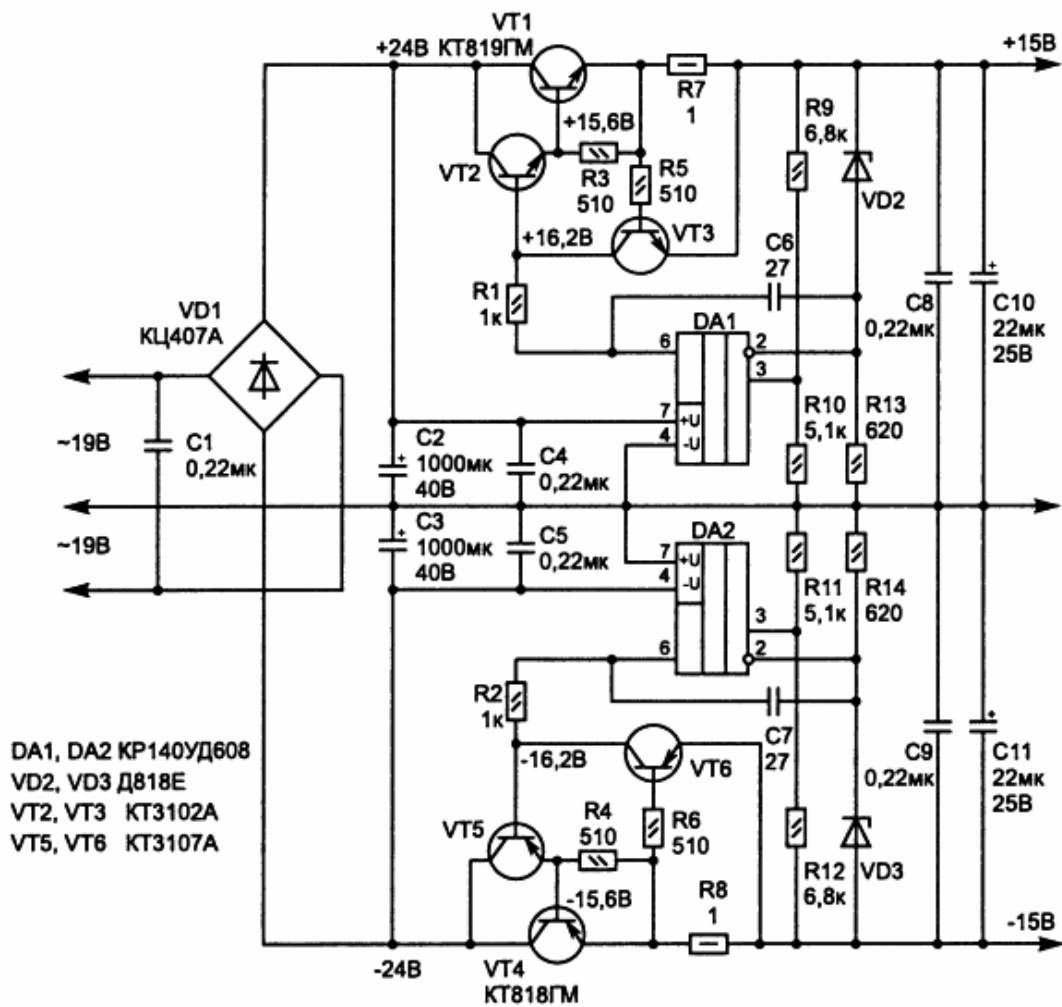 VT1
+24В КТ819ГМ
+15В
R7
1
R9
6,8к
+15,6В
VT2
R3
510
R5
510
VD2
+16,2В
VT3
C6
27
R1
1к
VD1
КЦ407А
DA1
6
2
3
C8
0,22мк
C10
+
22мк
25В
~19В
C1
0,22мк
C2
+
1000мк
40В
C4
0,22мк
7
+U
4
-U
R10
5,1к
R13
620
~19В
C3
+
1000мк
40В
C5
0,22мк
DA2
7
+U
4
-U
3
6
2
R11
5,1к
R14
620
R2
1к
C7
27
-16,2В
VT6
C9
0,22мк
C11
+
22мк
25В
DA1, DA2 КР140УД608
VD2, VD3 Д818Е
VT2, VT3 КТ3102А
VT5, VT6 КТ3107А
VT5
R4
510
R6
510
R12
6,8к
VD3
-15,6В
R8
1
-15В
-24В
VT4
КТ818ГМ